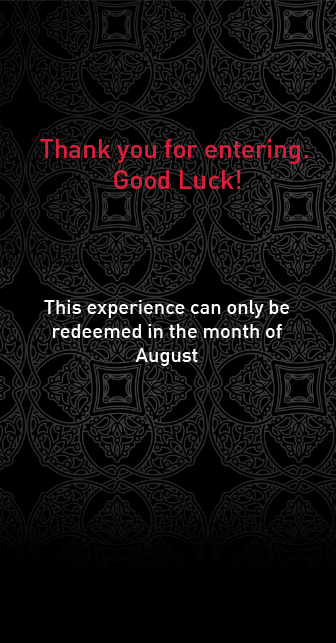 Thank you for entering.
Good Luck!
This experience can only be
redeemed in the month of
August